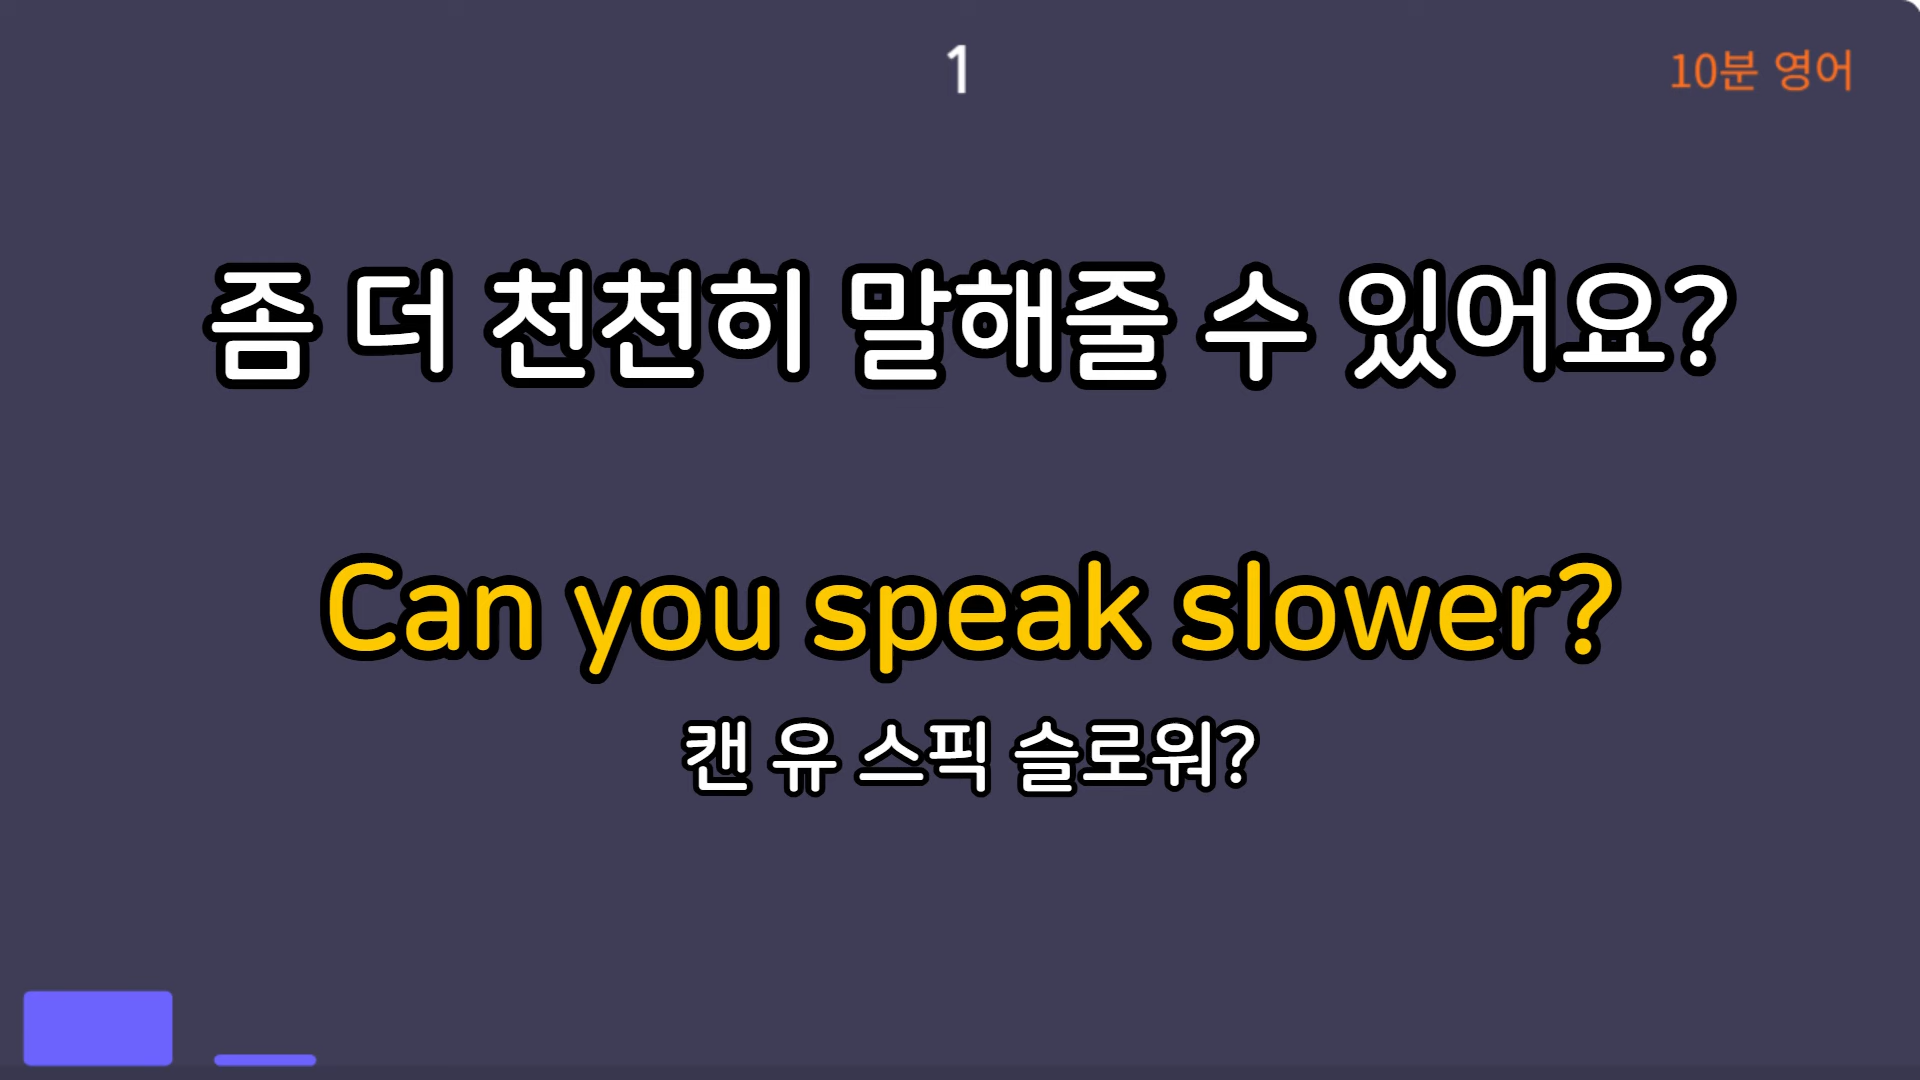 1
10분 영어
좀 더 천천히 말해줄 수 있어요?
Can you speak slower?
캔 유 스픽 슬로워?